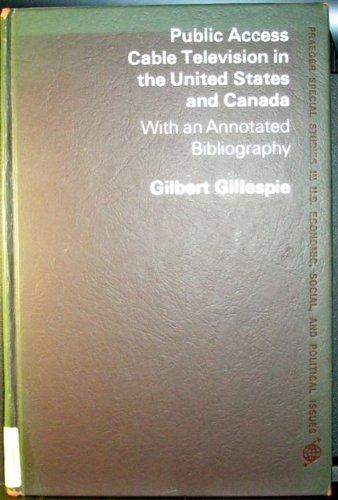 Public Access
Cable Television in
the United States
and Canada
With an Annotated
Bibliography
Gilbert Gillespie
PRAEGER SPECIAL STUDIES IN U.S. ECONOMIC, SOCIAL, AND POLITICAL ISSUES